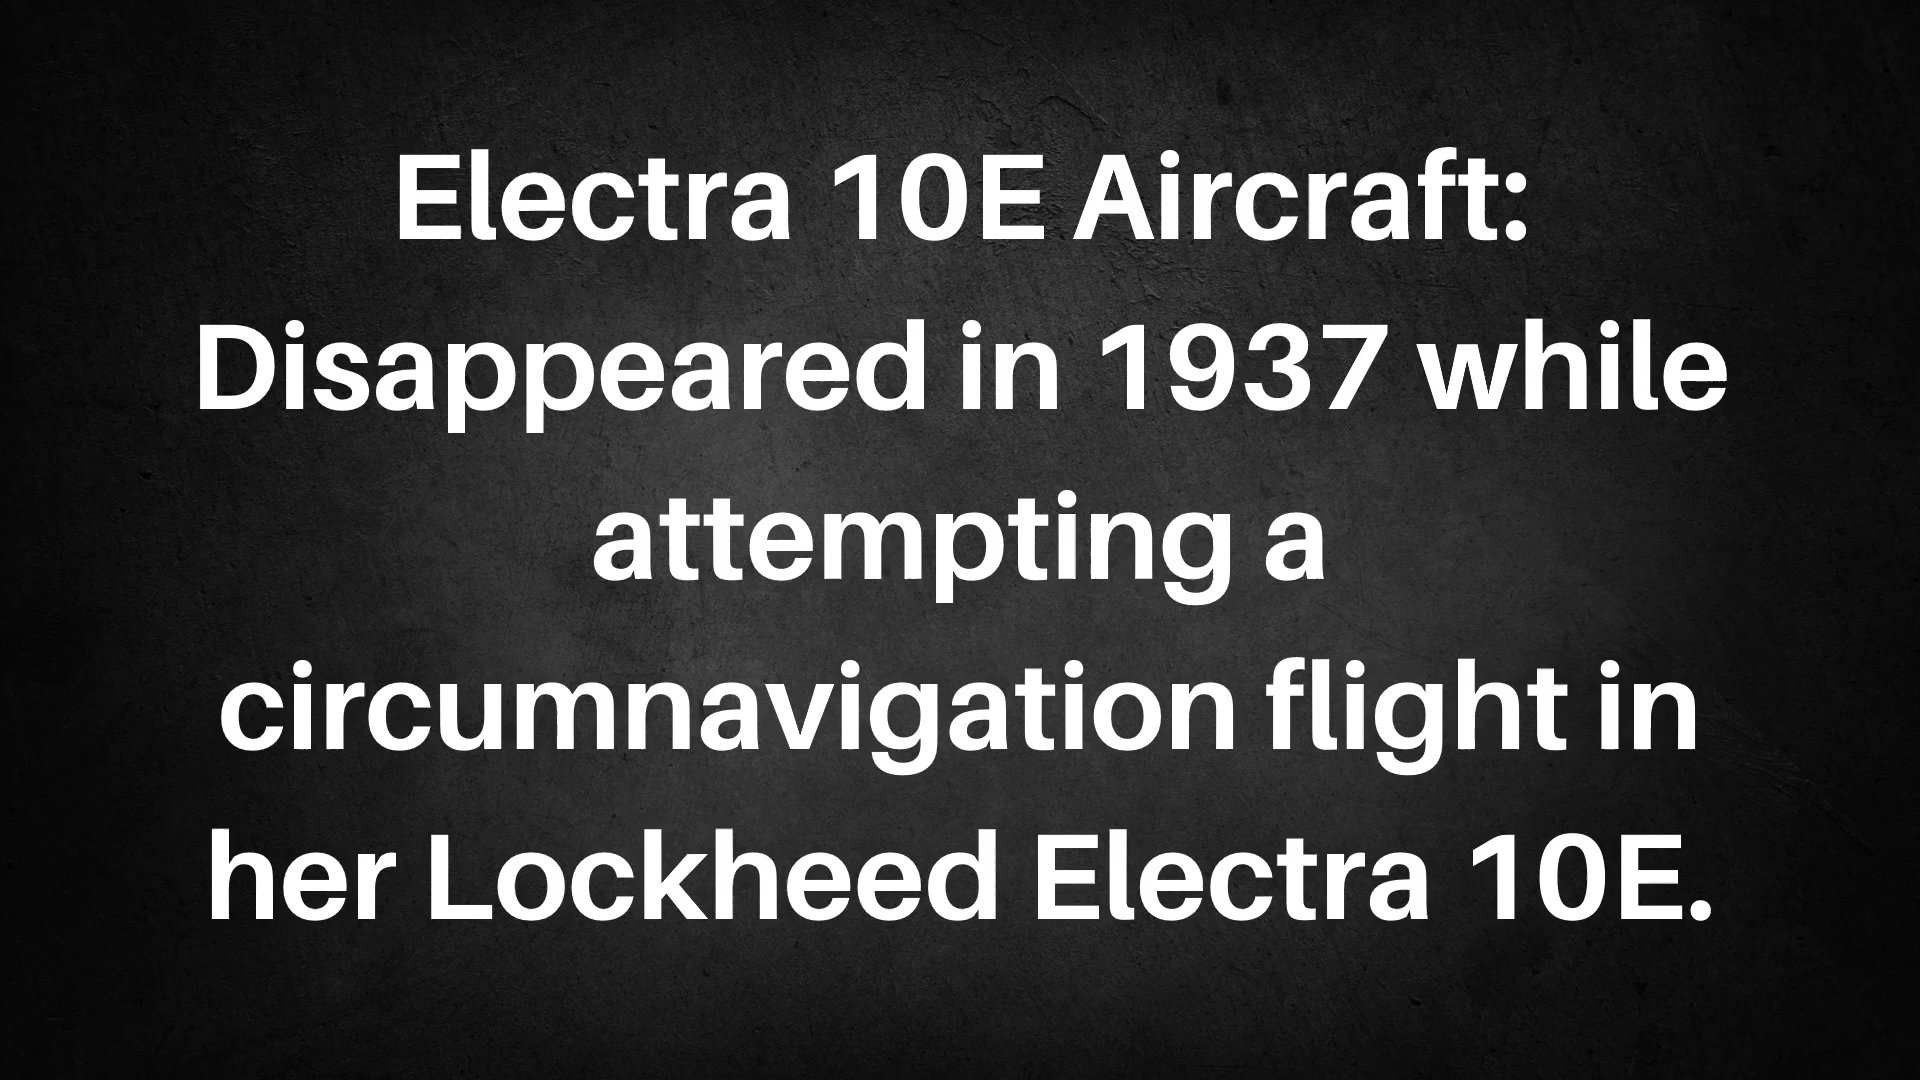 Electra 10E Aircraft:
Disappeared in 1937 while
attempting a
circumnavigation flight in
her Lockheed Electra 10E.